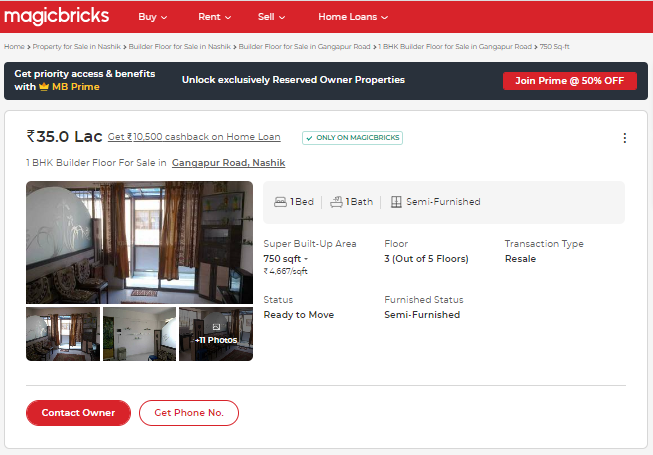 magicbricks Buy Rent Sell Home Loans
Home > Property for Sale in Nashik > Builder Floor for Sale in Nashik > Builder Floor for Sale in Gangapur Road > 1 BHK Builder Floor for Sale in Gangapur Road > 750 Sq-ft
Get priority access & benefits
with MB Prime
Unlock exclusively Reserved Owner Properties
Join Prime @ 50% OFF
₹35.0 Lac Get ₹10,500 cashback on Home Loan ONLY ON MAGICBRICKS
1 BHK Builder Floor For Sale in Gangapur Road, Nashik
1 Bed 1 Bath Semi-Furnished
Super Built-Up Area Floor Transaction Type
750 sqft 3 (Out of 5 Floors) Resale
₹ 4,667/sqft
Status Furnished Status
Ready to Move Semi-Furnished
+11 Photos
Contact Owner Get Phone No.